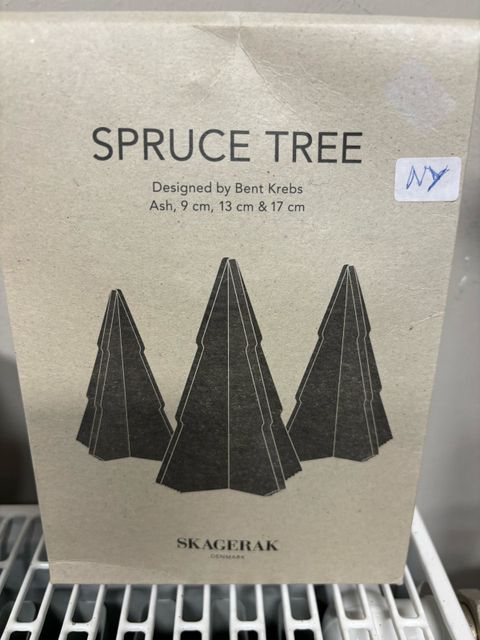 SPRUCE TREE
NY
Designed by Bent Krebs
Ash, 9 cm, 13 cm & 17 cm
SKAGERAK
DENMARK